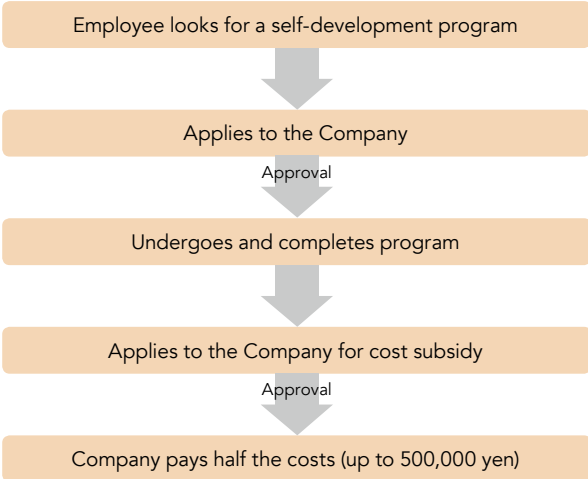 Employee looks for a self-development program
Applies to the Company
Approval
Undergoes and completes program
Applies to the Company for cost subsidy
Approval
Company pays half the costs (up to 500,000 yen)